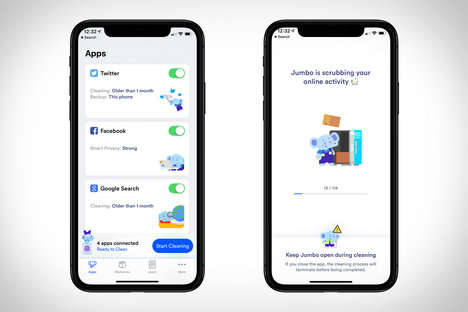 12:32
Search
Apps
Twitter
Cleaning: Older than 1 month
Backup: This phone
Facebook
Smart Privacy: Strong
Google Search
Cleaning: Older than 1 month
4 apps connected
Ready to Clean
Start Cleaning
Apps
Memories
Learn
More
12:32
Search
Jumbo is scrubbing your
online activity
/ 114
Keep Jumbo open during cleaning
If you close the app, the cleaning process will
terminate before being completed.